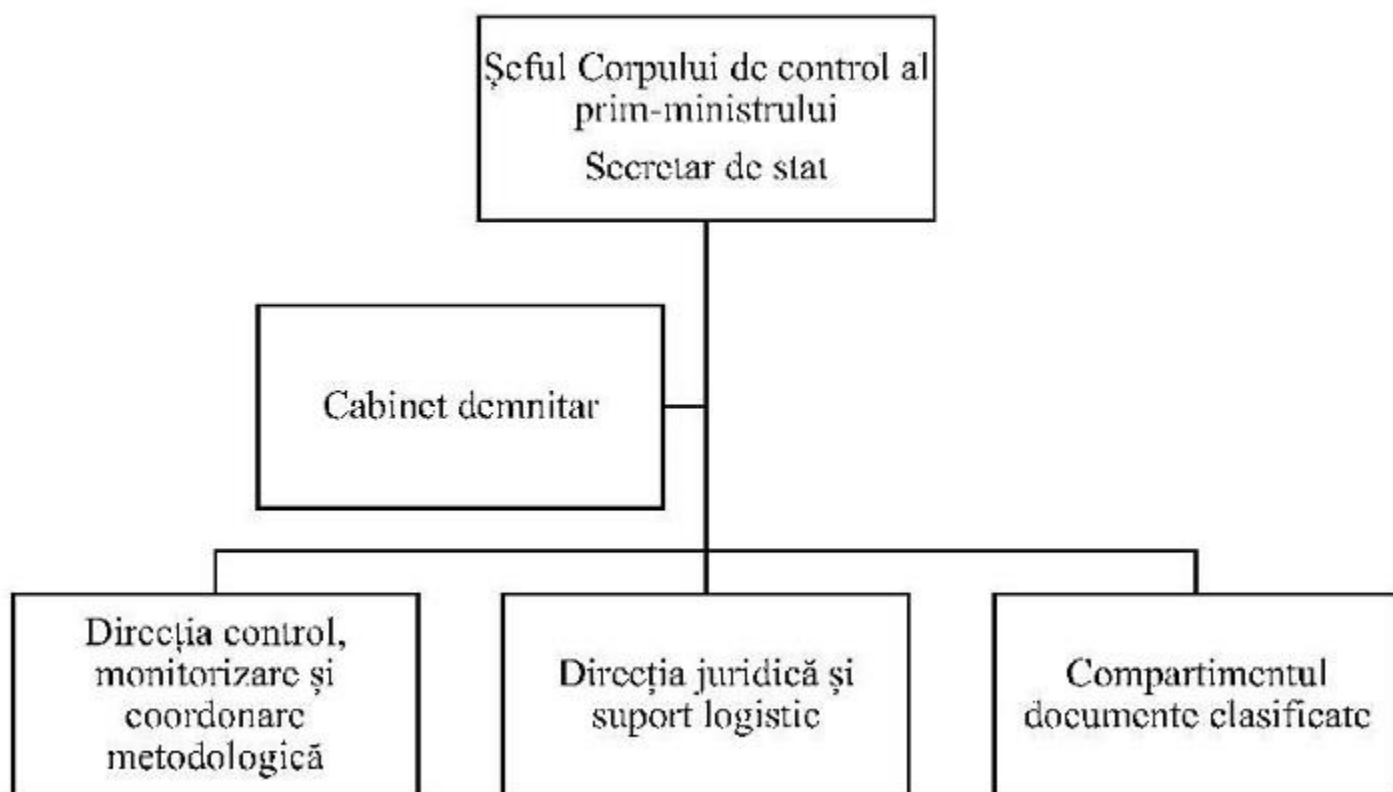 Șeful Corpului de control al
prim-ministrului
Secretar de stat
Cabinet demnitar
Direcția control,
monitorizare și
coordonare
metodologică
Direcția juridică și
suport logistic
Compartimentul
documente clasificate